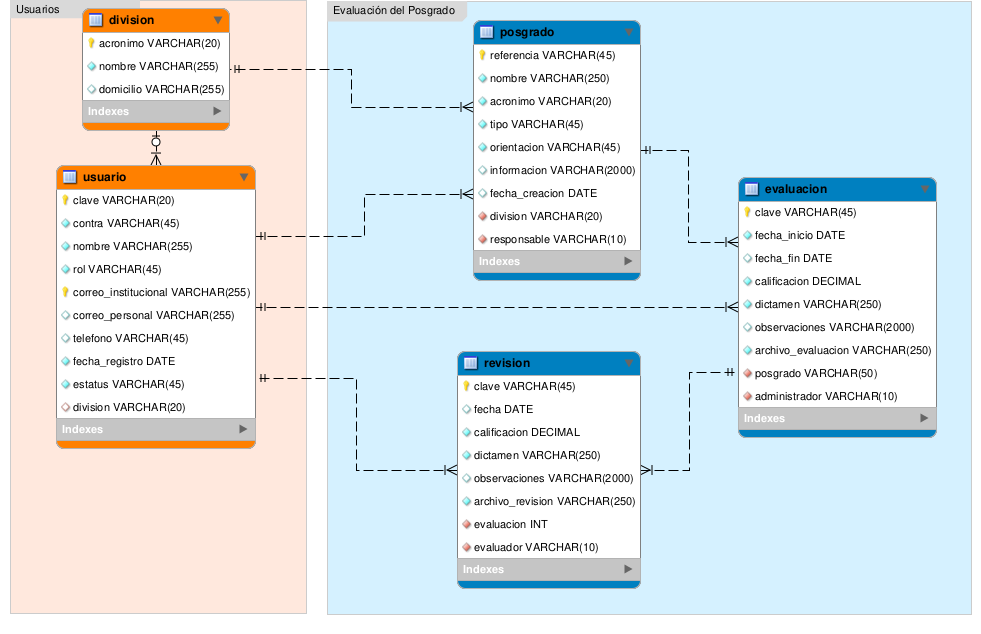 Usuarios
division
acronimo VARCHAR(20)
nombre VARCHAR(255)
domicilio VARCHAR(255)
Indexes
usuario
clave VARCHAR(20)
contra VARCHAR(45)
nombre VARCHAR(255)
rol VARCHAR(45)
correo_institucional VARCHAR(255)
correo_personal VARCHAR(255)
telefono VARCHAR(45)
fecha_registro DATE
estatus VARCHAR(45)
division VARCHAR(20)
Indexes
Evaluación del Posgrado
posgrado
referencia VARCHAR(45)
nombre VARCHAR(250)
acronimo VARCHAR(20)
tipo VARCHAR(45)
orientacion VARCHAR(45)
informacion VARCHAR(2000)
fecha_creacion DATE
division VARCHAR(20)
responsable VARCHAR(10)
Indexes
evaluacion
clave VARCHAR(45)
fecha_inicio DATE
fecha_fin DATE
calificacion DECIMAL
dictamen VARCHAR(250)
observaciones VARCHAR(2000)
archivo_evaluacion VARCHAR(250)
posgrado VARCHAR(50)
administrador VARCHAR(10)
Indexes
revision
clave VARCHAR(45)
fecha DATE
calificacion DECIMAL
dictamen VARCHAR(250)
observaciones VARCHAR(2000)
archivo_revision VARCHAR(250)
evaluacion INT
evaluador VARCHAR(10)
Indexes